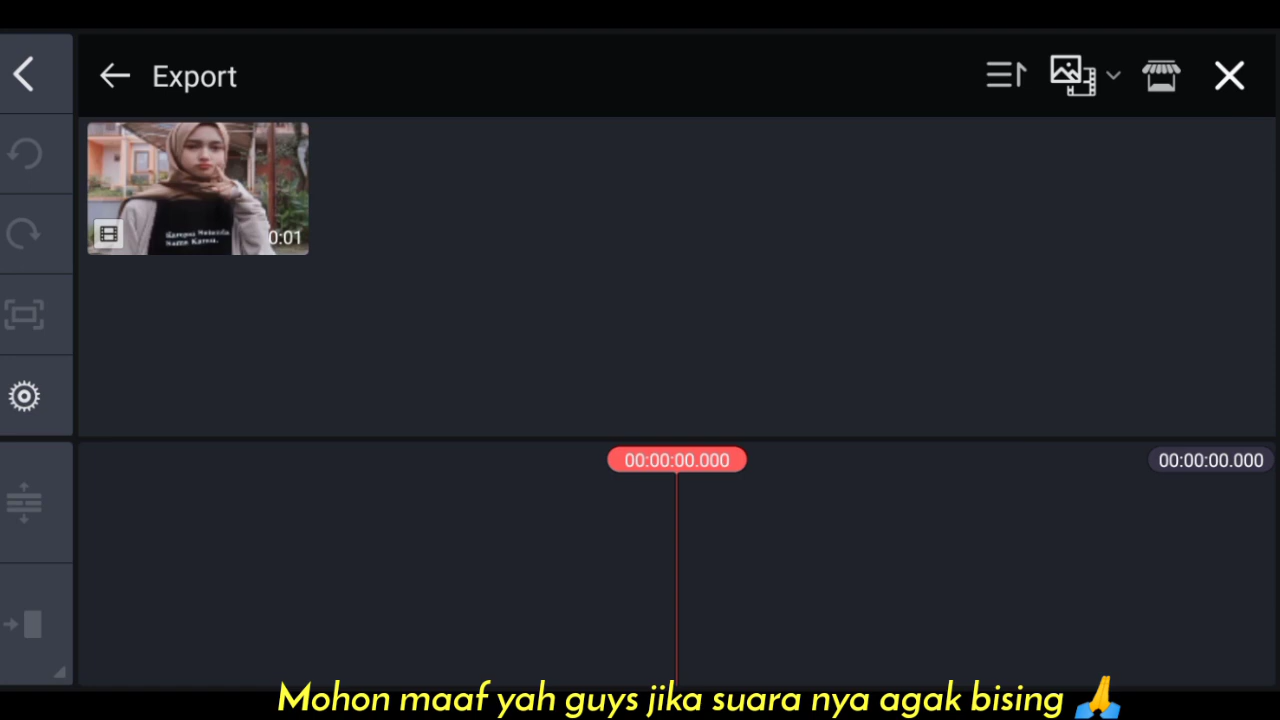 Export
0:01
00:00:00.000
00:00:00.000
Mohon maaf yah guys jika suara nya agak bising 🙏